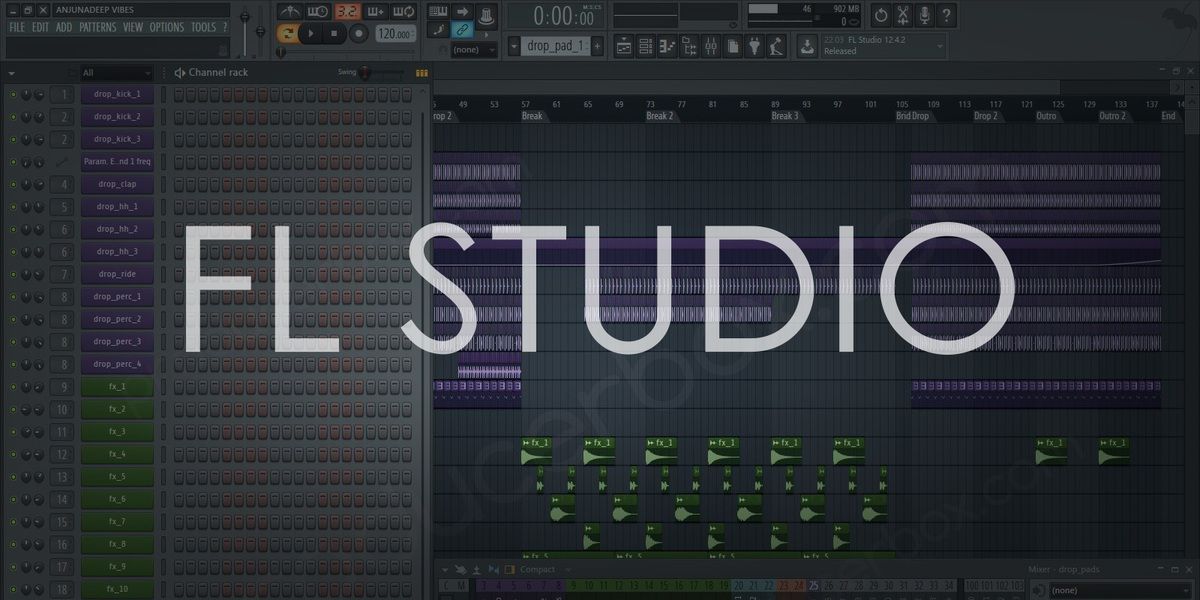 ANJUNADEEP VIBES
FILE EDIT ADD PATTERNS VIEW OPTIONS TOOLS ?
3.2
120.000
0:00:00
M:S:CS
46
902 MB
0
(none)
drop_pad_1
22:03 FL Studio 12.4.2
Released
All
Channel rack
Swing
49 53 57 61 65 69 73 77 81 85 89 93 97 101 105 109 113 117 121 125 129 133 137
rop 2 Break Break 2 Break 3 Brid Drop Drop 2 Outro Outro 2 End
1 drop_kick_1
2 drop_kick_2
2 drop_kick_3
Param. E..nd 1 freq
4 drop_clap
5 drop_hh_1
6 drop_hh_2
6 drop_hh_3
7 drop_ride
8 drop_perc_1
8 drop_perc_2
8 drop_perc_3
8 drop_perc_4
9 fx_1
10 fx_2
11 fx_3
12 fx_4
13 fx_5
14 fx_6
15 fx_7
16 fx_8
17 fx_9
18 fx_10
FL STUDIO
fx_1 fx_1 fx_1 fx_1 fx_1 fx_1 fx_1 fx_1
fx_5 fx_5 fx_5 fx_5
Compact
Mixer - drop_pads
C M 3 4 5 6 7 8 9 10 11 12 13 14 15 16 17 18 19 20 21 22 23 24 25 26 27 28 29 30 31 32 33 34 100 101 102 103
(none)